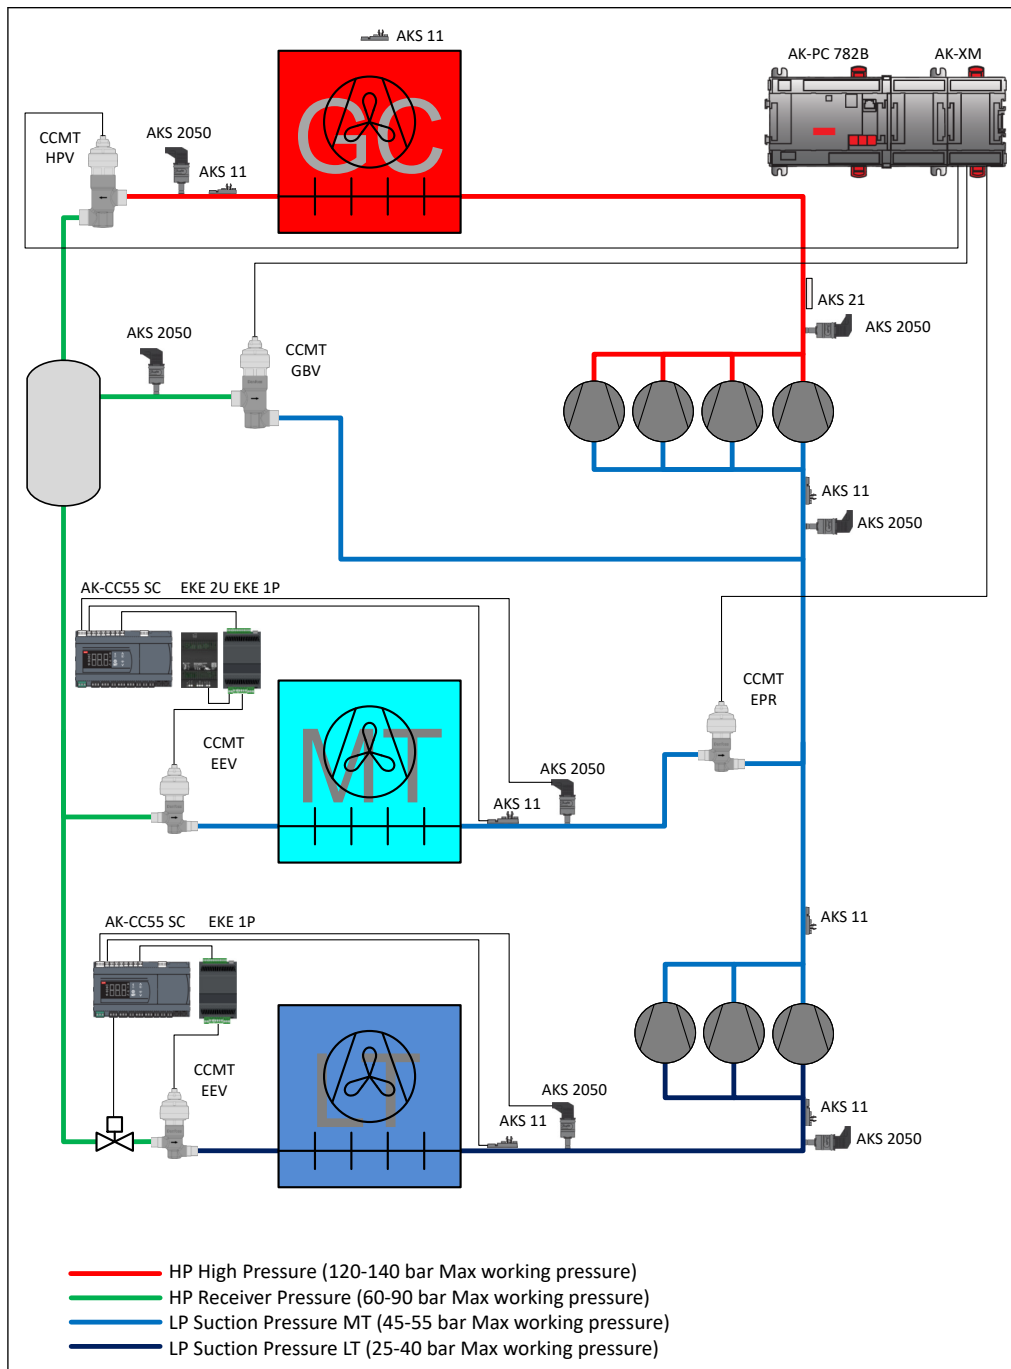 AKS 11
AK-PC 782B
AK-XM
CCMT
HPV
AKS 2050
AKS 11
GC
AKS 21
AKS 2050
AKS 2050
CCMT
GBV
AKS 11
AKS 2050
AK-CC55 SC
EKE 2U EKE 1P
CCMT
EPR
CCMT
EEV
MT
AKS 2050
AKS 11
AKS 11
AK-CC55 SC
EKE 1P
CCMT
EEV
LT
AKS 2050
AKS 11
AKS 11
AKS 2050
HP High Pressure (120-140 bar Max working pressure)
HP Receiver Pressure (60-90 bar Max working pressure)
LP Suction Pressure MT (45-55 bar Max working pressure)
LP Suction Pressure LT (25-40 bar Max working pressure)